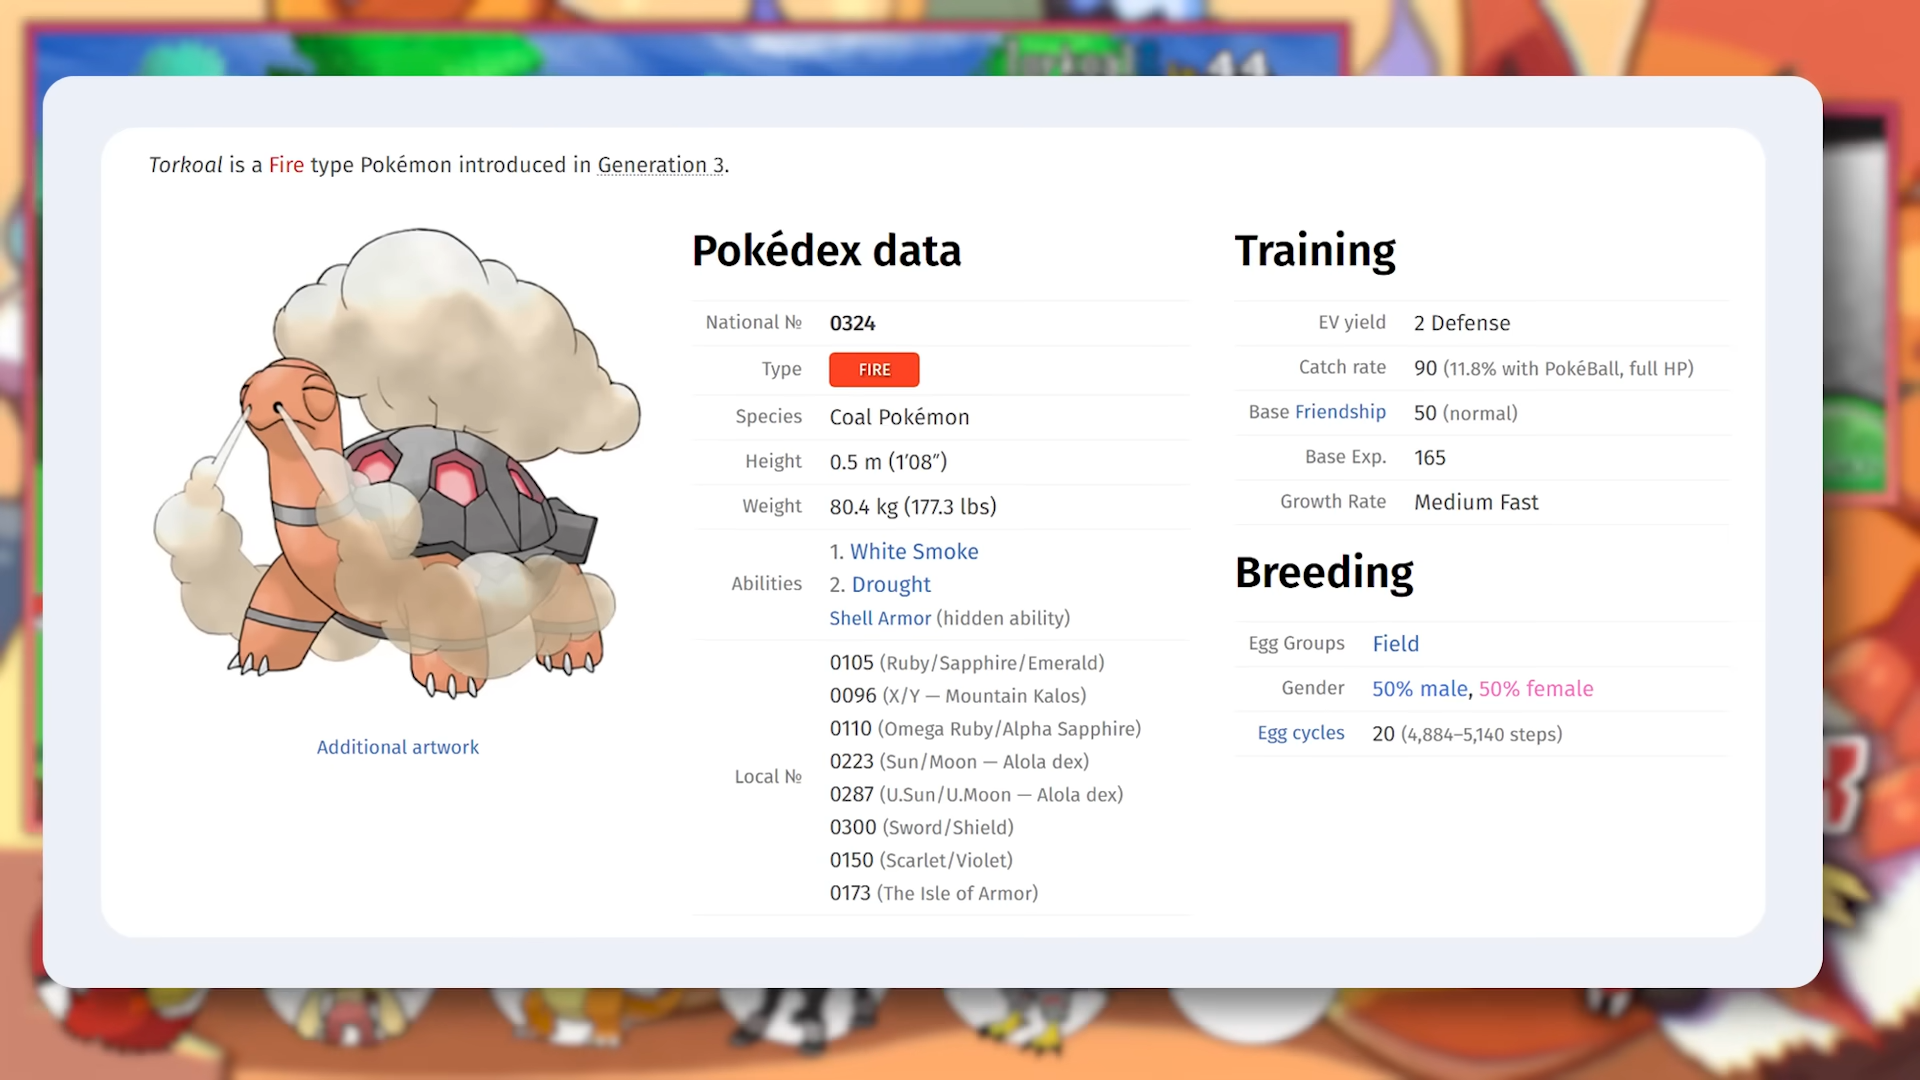 Torkoal 44
Torkoal is a Fire type Pokémon introduced in Generation 3.
Additional artwork
Pokédex data
National № 0324
Type FIRE
Species Coal Pokémon
Height 0.5 m (1′08″)
Weight 80.4 kg (177.3 lbs)
Abilities
1. White Smoke
2. Drought
Shell Armor (hidden ability)
Local №
0105 (Ruby/Sapphire/Emerald)
0096 (X/Y — Mountain Kalos)
0110 (Omega Ruby/Alpha Sapphire)
0223 (Sun/Moon — Alola dex)
0287 (U.Sun/U.Moon — Alola dex)
0300 (Sword/Shield)
0150 (Scarlet/Violet)
0173 (The Isle of Armor)
Training
EV yield 2 Defense
Catch rate 90 (11.8% with PokéBall, full HP)
Base Friendship 50 (normal)
Base Exp. 165
Growth Rate Medium Fast
Breeding
Egg Groups Field
Gender 50% male, 50% female
Egg cycles 20 (4,884–5,140 steps)